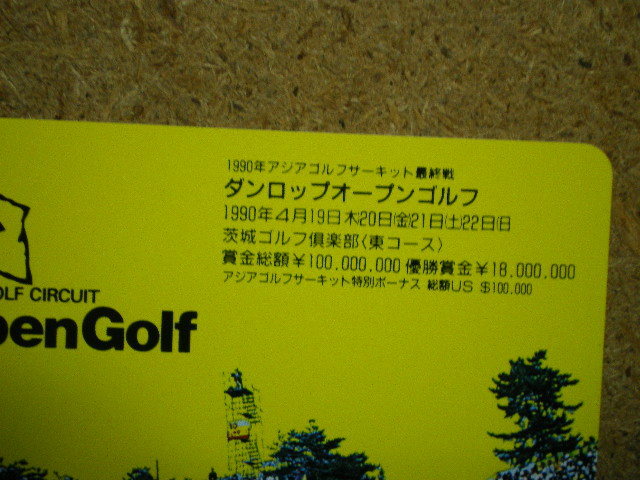 1990年アジアゴルフサーキット最終戦
ダンロップオープンゴルフ
1990年4月19日(木)20日(金)21日(土)22日(日)
茨城ゴルフ倶楽部〈東コース〉
賞金総額¥100,000,000 優勝賞金¥18,000,000
アジアゴルフサーキット特別ボーナス 総額US $100,000
OLF CIRCUIT
penGolf